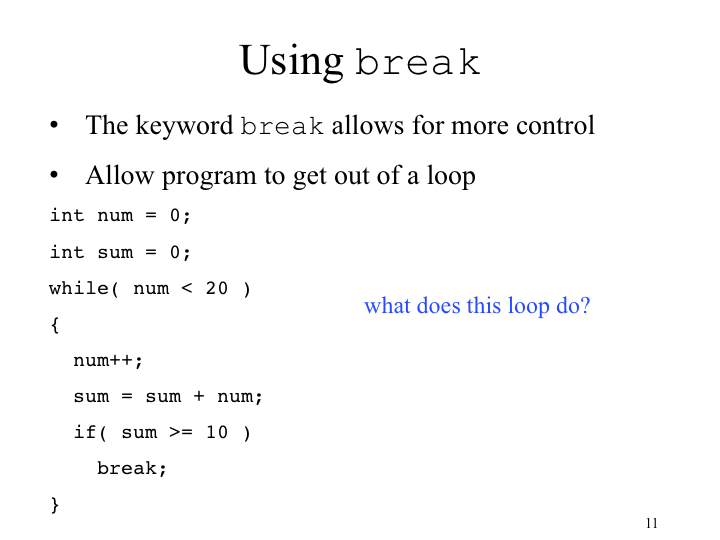 Using break
• The keyword break allows for more control
• Allow program to get out of a loop
int num = 0;
int sum = 0;
while( num < 20 )
what does this loop do?
{
  num++;
  sum = sum + num;
  if( sum >= 10 )
    break;
}
11